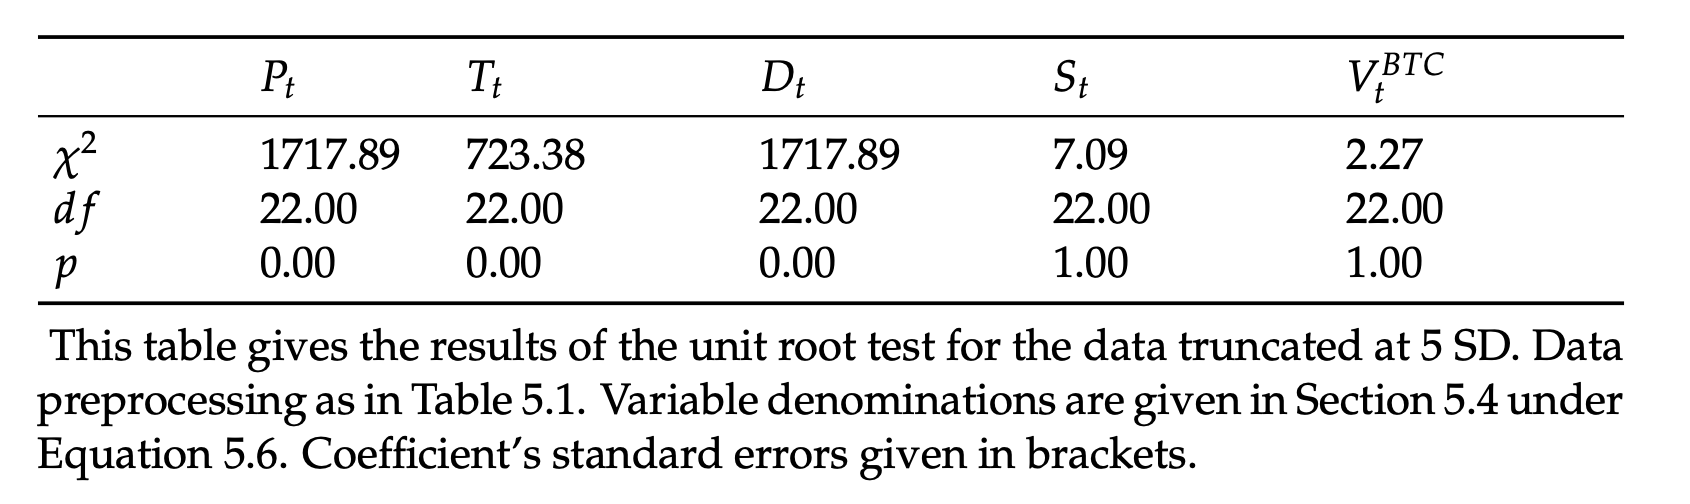 P_t T_t D_t S_t V_t^{BTC}
χ² 1717.89 723.38 1717.89 7.09 2.27
df 22.00 22.00 22.00 22.00 22.00
p 0.00 0.00 0.00 1.00 1.00
This table gives the results of the unit root test for the data truncated at 5 SD. Data
preprocessing as in Table 5.1. Variable denominations are given in Section 5.4 under
Equation 5.6. Coefficient’s standard errors given in brackets.